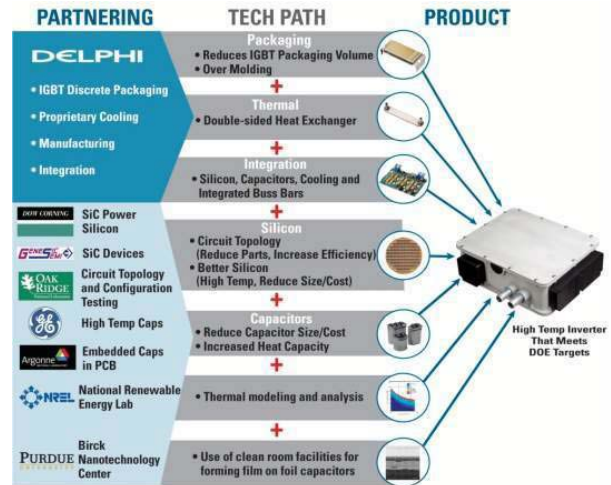 PARTNERING
TECH PATH
PRODUCT
DELPHI
• IGBT Discrete Packaging
• Proprietary Cooling
• Manufacturing
• Integration
Packaging
• Reduces IGBT Packaging Volume
• Over Molding
+
Thermal
• Double-sided Heat Exchanger
+
Integration
• Silicon, Capacitors, Cooling and
Integrated Buss Bars
+
DOW CORNING
SiC Power
Silicon
GENESIC
SiC Devices
OAK
RIDGE
Circuit Topology
and Configuration
Testing
GE
High Temp Caps
Argonne
Embedded Caps
in PCB
NREL
National Renewable
Energy Lab
PURDUE
Birck
Nanotechnology
Center
Silicon
• Circuit Topology
(Reduce Parts, Increase Efficiency)
• Better Silicon
(High Temp, Reduce Size/Cost)
+
Capacitors
• Reduce Capacitor Size/Cost
• Increased Heat Capacity
+
• Thermal modeling and analysis
+
• Use of clean room facilities for
forming film on foil capacitors
High Temp Inverter
That Meets
DOE Targets